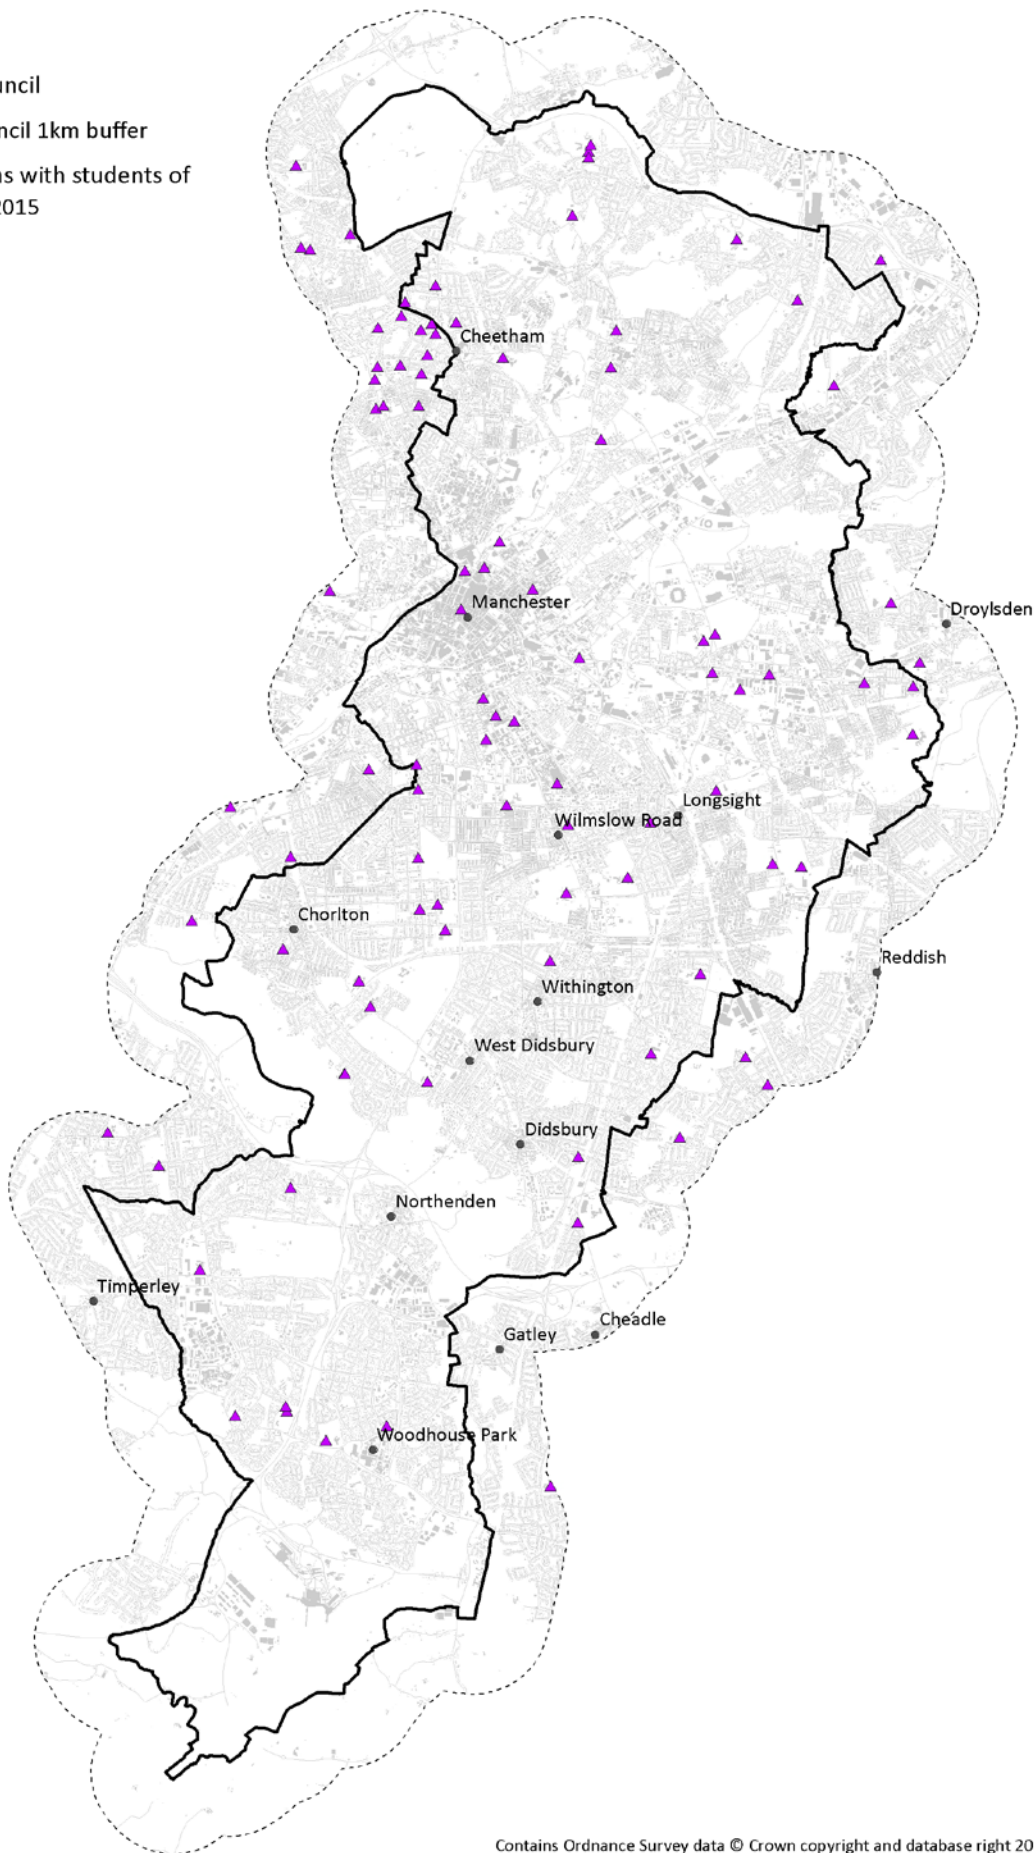 uncil
ncil 1km buffer
ns with students of
2015
Cheetham
Manchester
Droylsden
Longsight
Wilmslow Road
Chorlton
Reddish
Withington
West Didsbury
Didsbury
Northenden
Timperley
Cheadle
Gatley
Woodhouse Park
Contains Ordnance Survey data © Crown copyright and database right 20